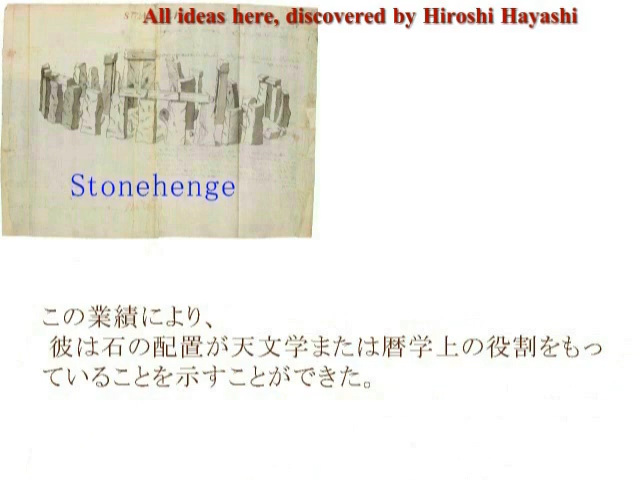 All ideas here, discovered by Hiroshi Hayashi
Stonehenge
この業績により、
彼は石の配置が天文学または暦学上の役割をもっ
ていることを示すことができた。